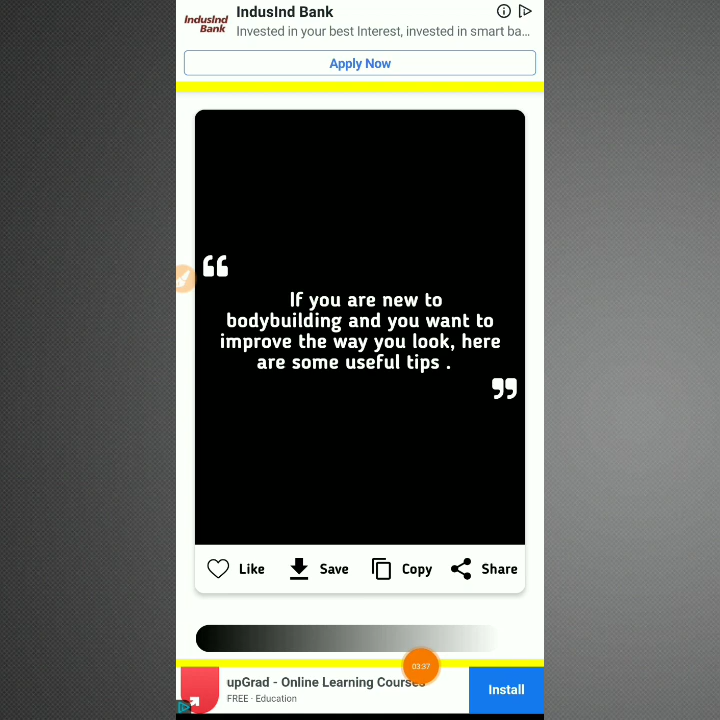 IndusInd Bank
IndusInd Bank
Invested in your best Interest, invested in smart ba...
Apply Now
“
If you are new to
bodybuilding and you want to
improve the way you look, here
are some useful tips .
”
Like Save Copy Share
03:37
upGrad - Online Learning Courses
FREE - Education
Install